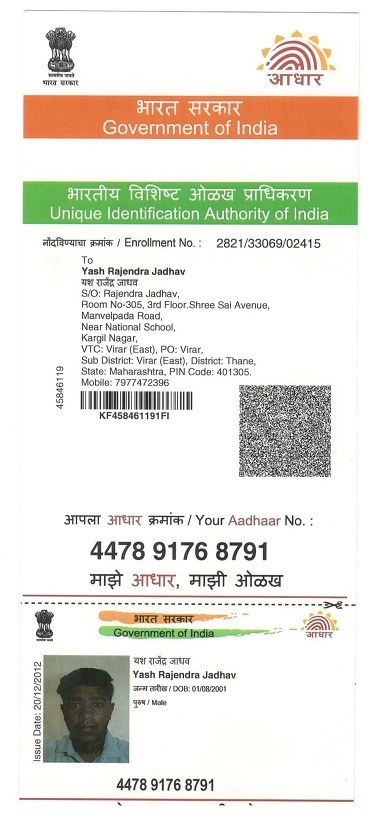 सत्यमेव जयते
भारत सरकार
आधार
भारत सरकार
Government of India
भारतीय विशिष्ट ओळख प्राधिकरण
Unique Identification Authority of India
नोंदविण्याचा क्रमांक / Enrollment No. : 2821/33069/02415
To
Yash Rajendra Jadhav
यश राजेंद्र जाधव
S/O: Rajendra Jadhav,
Room No-305, 3rd Floor.Shree Sai Avenue,
Manvelpada Road,
Near National School,
Kargil Nagar,
VTC: Virar (East), PO: Virar,
Sub District: Virar (East), District: Thane,
State: Maharashtra, PIN Code: 401305.
Mobile: 7977472396
45846119
KF458461191FI
आपला आधार क्रमांक / Your Aadhaar No. :
4478 9176 8791
माझे आधार, माझी ओळख
भारत सरकार
Government of India
आधार
Issue Date: 20/12/2012
यश राजेंद्र जाधव
Yash Rajendra Jadhav
जन्म तारीख / DOB: 01/08/2001
पुरुष / Male
4478 9176 8791